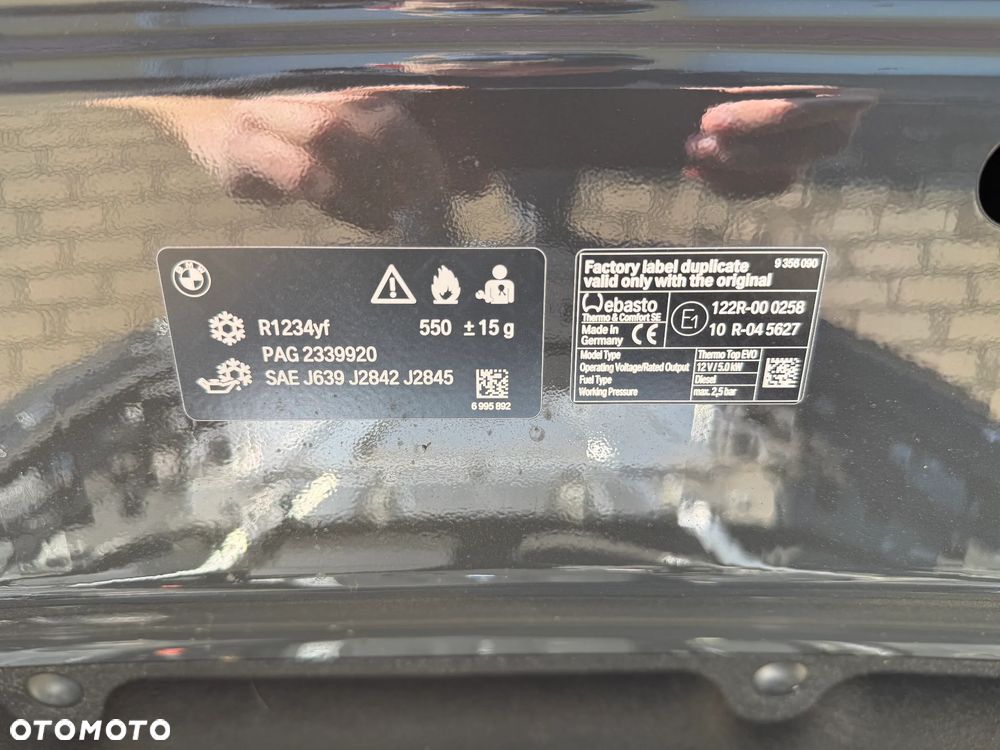 BMW
R1234yf 550 ± 15 g
PAG 2339920
SAE J639 J2842 J2845
6 995 892
Factory label duplicate 9 356 090
valid only with the original
Webasto
Thermo & Comfort SE
Made in
Germany CE
E1
122R-00 0258
10 R-04 5627
Model Type Thermo Top EVO
Operating Voltage/Rated Output 12 V / 5.0 kW
Fuel Type Diesel
Working Pressure max. 2,5 bar
OTOMOTO